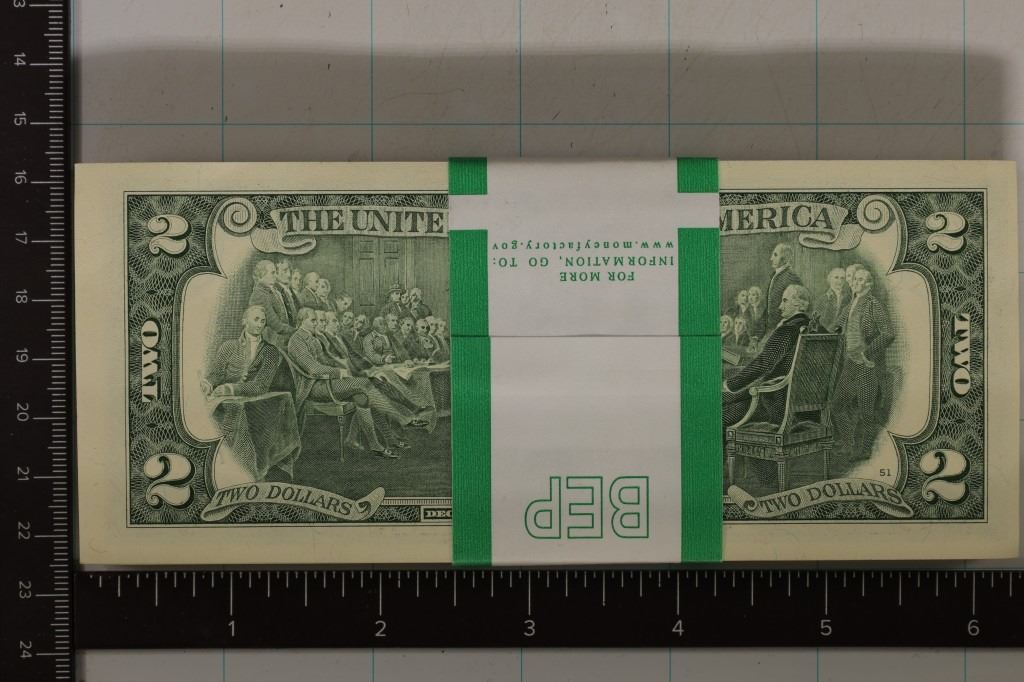 2
THE UNITE
MERICA
2
TWO
TWO
2
TWO DOLLARS
DEC
TWO DOLLARS
51
2
FOR MORE
INFORMATION, GO TO:
www.moneyfactory.gov
BEP
13
14
15
16
17
18
19
20
21
22
23
24
1 2 3 4 5 6